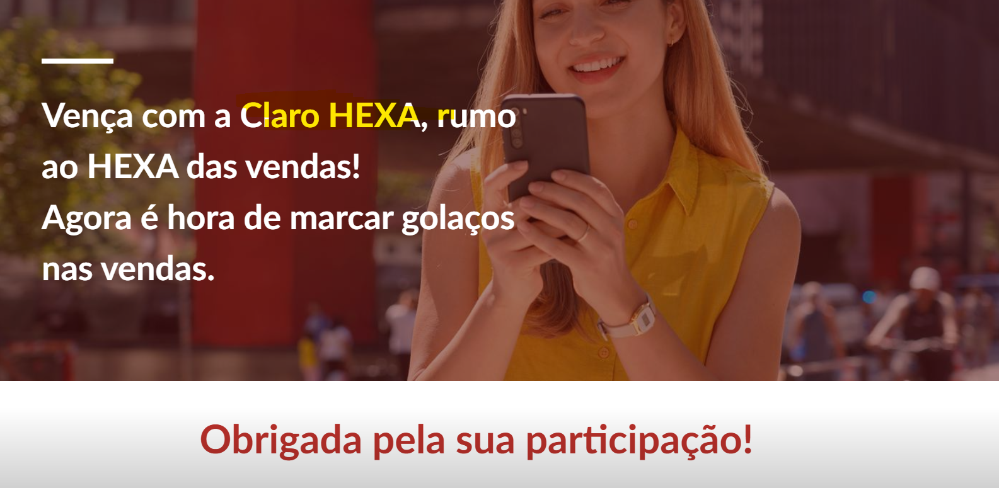 Vença com a Claro HEXA, rumo
ao HEXA das vendas!
Agora é hora de marcar golaços
nas vendas.
Obrigada pela sua participação!